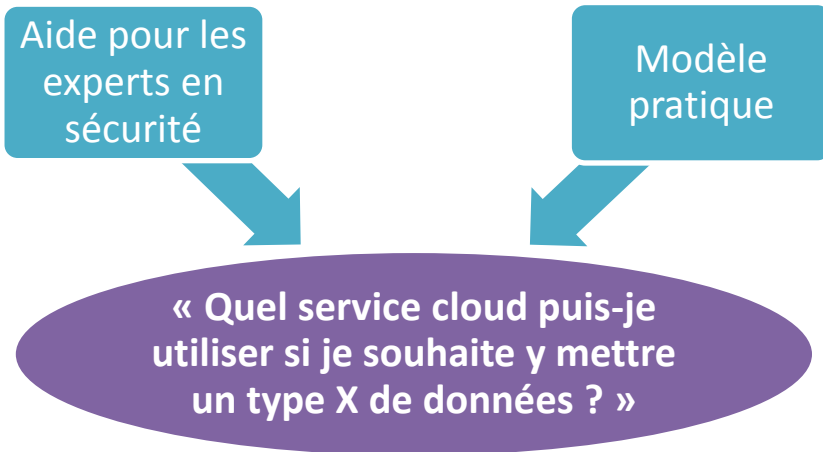 Aide pour les
experts en
sécurité
Modèle
pratique
« Quel service cloud puis-je
utiliser si je souhaite y mettre
un type X de données ? »